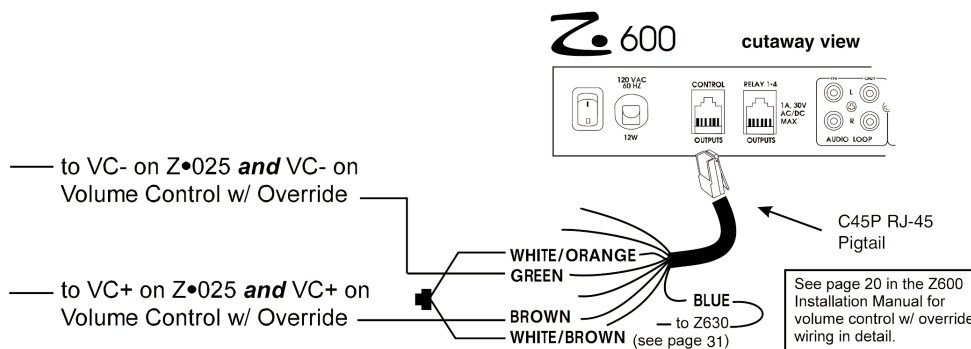 Z• 600 cutaway view
120 VAC
60 HZ
12W
CONTROL
OUTPUTS
RELAY 1-4
OUTPUTS
1A, 30V
AC/DC
MAX
IN OUT
L
R
AUDIO LOOP
to VC- on Z•025 and VC- on
Volume Control w/ Override
to VC+ on Z•025 and VC+ on
Volume Control w/ Override
WHITE/ORANGE
GREEN
BROWN
WHITE/BROWN
BLUE
to Z630
(see page 31)
C45P RJ-45
Pigtail
See page 20 in the Z600
Installation Manual for
volume control w/ override
wiring in detail.